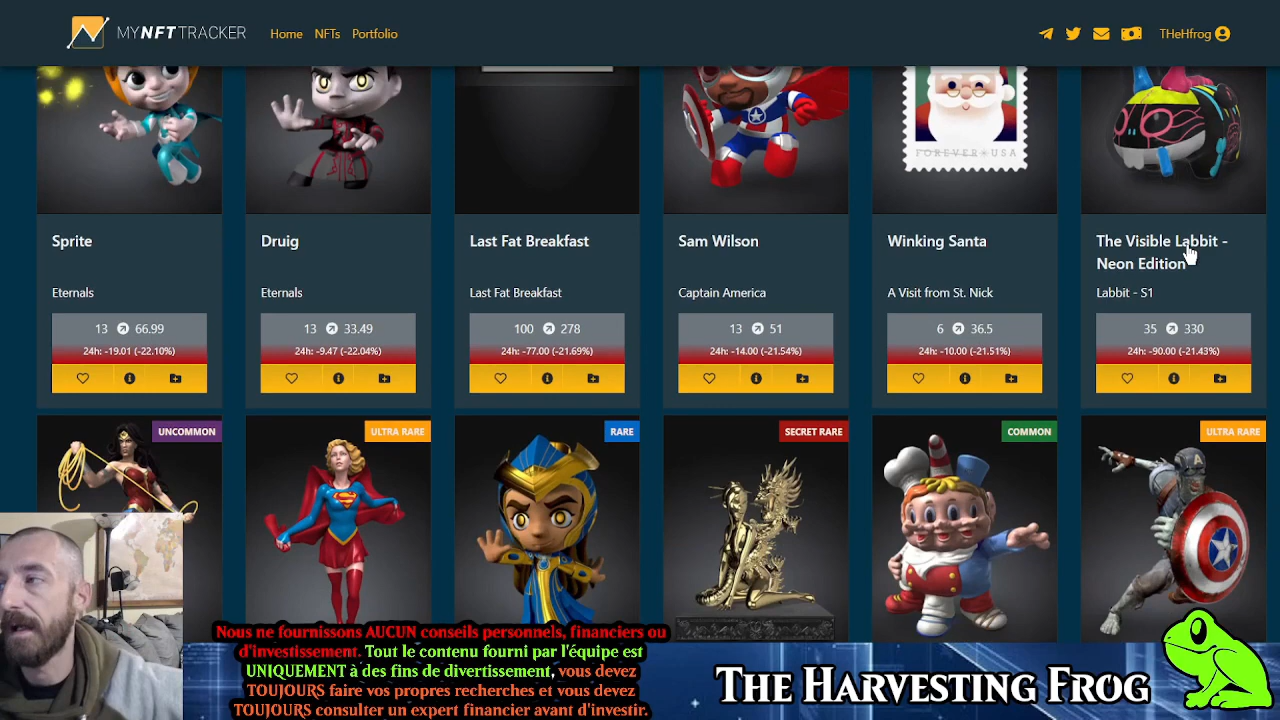 MYNFTTRACKER Home NFTs Portfolio THeHfrog
FOREVER USA
Sprite
Eternals
13 66.99
24h: -19.01 (-22.10%)
Druig
Eternals
13 33.49
24h: -9.47 (-22.04%)
Last Fat Breakfast
Last Fat Breakfast
100 278
24h: -77.00 (-21.69%)
Sam Wilson
Captain America
13 51
24h: -14.00 (-21.54%)
Winking Santa
A Visit from St. Nick
6 36.5
24h: -10.00 (-21.51%)
The Visible Labbit -
Neon Edition
Labbit - S1
35 330
24h: -90.00 (-21.43%)
UNCOMMON
ULTRA RARE
RARE
SECRET RARE
COMMON
ULTRA RARE
A
Nous ne fournissons AUCUN conseils personnels, financiers ou
d'investissement. Tout le contenu fourni par l'équipe est
UNIQUEMENT à des fins de divertissement, vous devez
TOUJOURS faire vos propres recherches et vous devez
TOUJOURS consulter un expert financier avant d'investir.
THE HARVESTING FROG